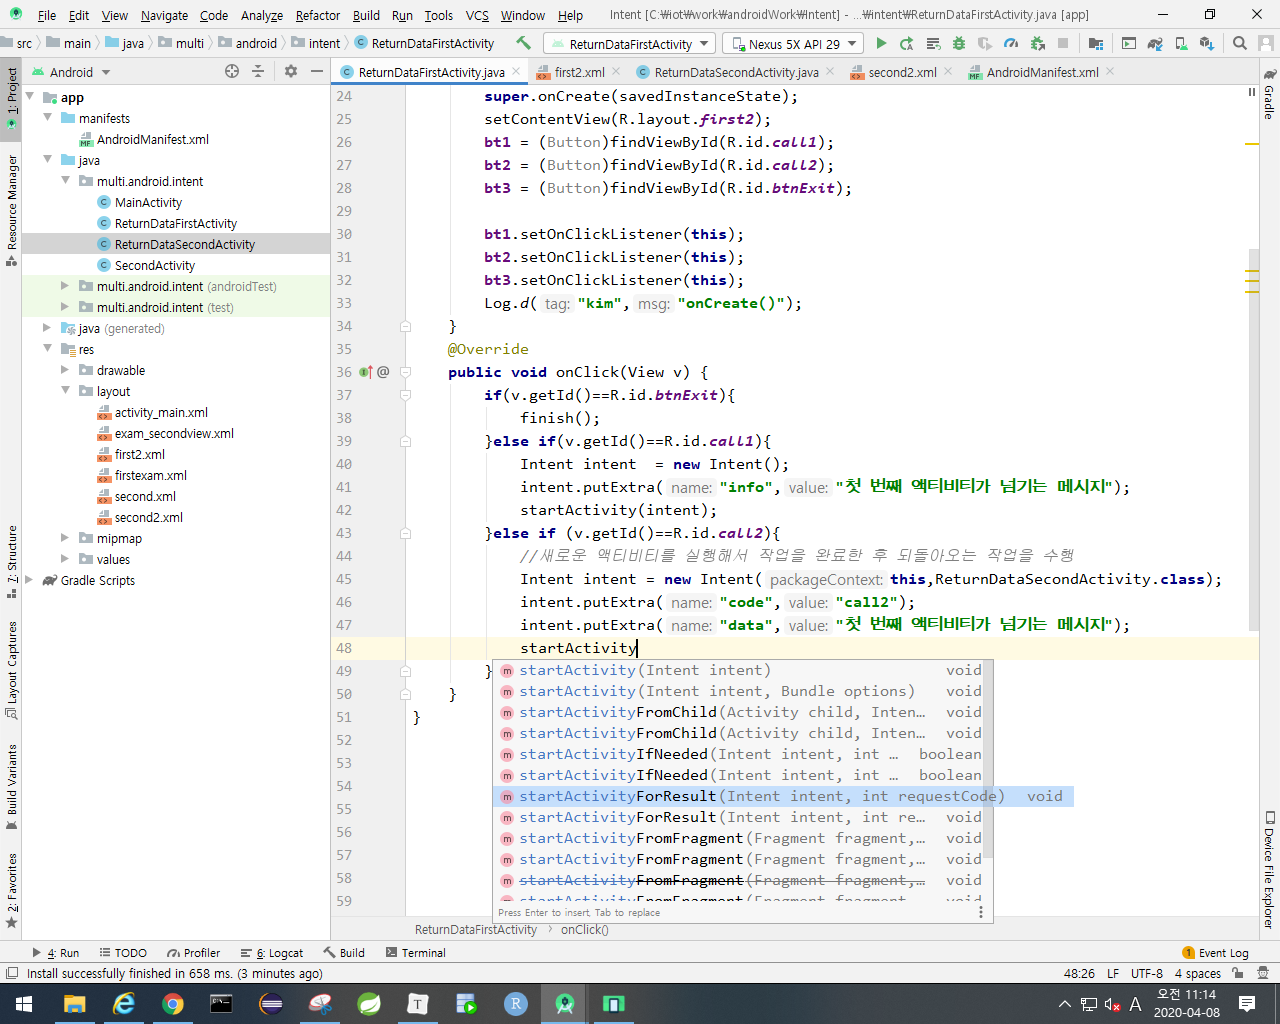 File Edit View Navigate Code Analyze Refactor Build Run Tools VCS Window Help Intent [C:₩iot₩work₩androidWork₩Intent] - ...₩intent₩ReturnDataFirstActivity.java [app]
src main java multi android intent ReturnDataFirstActivity ReturnDataFirstActivity Nexus 5X API 29
Android
ReturnDataFirstActivity.java first2.xml ReturnDataSecondActivity.java second2.xml AndroidManifest.xml
1: Project
Resource Manager
7: Structure
Layout Captures
Build Variants
2: Favorites
app
manifests
AndroidManifest.xml
java
multi.android.intent
MainActivity
ReturnDataFirstActivity
ReturnDataSecondActivity
SecondActivity
multi.android.intent (androidTest)
multi.android.intent (test)
java (generated)
res
drawable
layout
activity_main.xml
exam_secondview.xml
first2.xml
firstexam.xml
second.xml
second2.xml
mipmap
values
Gradle Scripts
24 super.onCreate(savedInstanceState);
25 setContentView(R.layout.first2);
26 bt1 = (Button)findViewById(R.id.call1);
27 bt2 = (Button)findViewById(R.id.call2);
28 bt3 = (Button)findViewById(R.id.btnExit);
29
30 bt1.setOnClickListener(this);
31 bt2.setOnClickListener(this);
32 bt3.setOnClickListener(this);
33 Log.d( tag: "kim", msg: "onCreate()");
34 }
35 @Override
36 public void onClick(View v) {
37 if(v.getId()==R.id.btnExit){
38 finish();
39 }else if(v.getId()==R.id.call1){
40 Intent intent  = new Intent();
41 intent.putExtra( name: "info", value: "첫 번째 액티비티가 넘기는 메시지");
42 startActivity(intent);
43 }else if (v.getId()==R.id.call2){
44 //새로운 액티비티를 실행해서 작업을 완료한 후 되돌아오는 작업을 수행
45 Intent intent = new Intent( packageContext: this,ReturnDataSecondActivity.class);
46 intent.putExtra( name: "code", value: "call2");
47 intent.putExtra( name: "data", value: "첫 번째 액티비티가 넘기는 메시지");
48 startActivity
49 }
50 }
51 }
52
53
54
55
56
57
58
59
startActivity(Intent intent) void
startActivity(Intent intent, Bundle options) void
startActivityFromChild(Activity child, Inten… void
startActivityFromChild(Activity child, Inten… void
startActivityIfNeeded(Intent intent, int … boolean
startActivityIfNeeded(Intent intent, int … boolean
startActivityForResult(Intent intent, int requestCode) void
startActivityForResult(Intent intent, int re… void
startActivityFromFragment(Fragment fragment,… void
startActivityFromFragment(Fragment fragment,… void
startActivityFromFragment(Fragment fragment,… void
startActivityFromFragment(Fragment fragment void
Press Enter to insert, Tab to replace
ReturnDataFirstActivity onClick()
Gradle
Device File Explorer
4: Run TODO Profiler 6: Logcat Build Terminal 1 Event Log
Install successfully finished in 658 ms. (3 minutes ago) 48:26 LF UTF-8 4 spaces
A 오전 11:14
2020-04-08